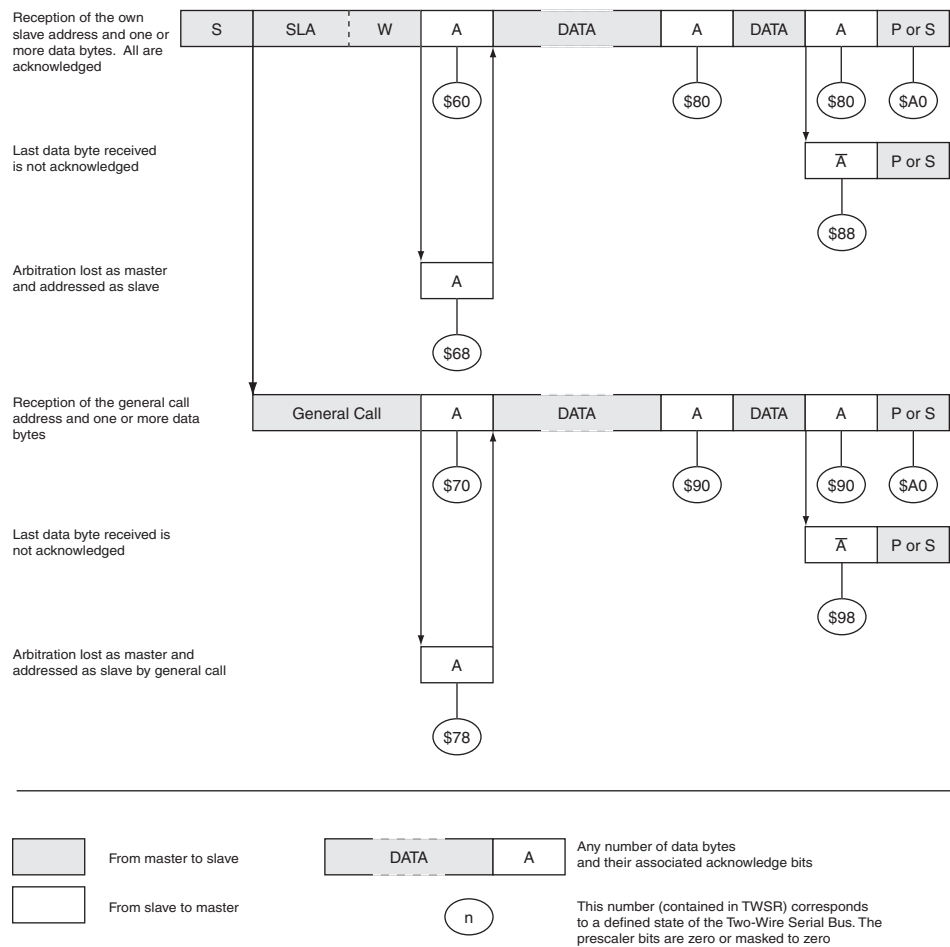 Reception of the own
slave address and one or
more data bytes. All are
acknowledged
S SLA W A DATA A DATA A P or S
$60 $80 $80 $A0
Last data byte received
is not acknowledged
A̅ P or S
$88
Arbitration lost as master
and addressed as slave
A
$68
Reception of the general call
address and one or more data
bytes
General Call A DATA A DATA A P or S
$70 $90 $90 $A0
Last data byte received is
not acknowledged
A̅ P or S
$98
Arbitration lost as master and
addressed as slave by general call
A
$78
From master to slave
DATA A
Any number of data bytes
and their associated acknowledge bits
From slave to master
n
This number (contained in TWSR) corresponds
to a defined state of the Two-Wire Serial Bus. The
prescaler bits are zero or masked to zero